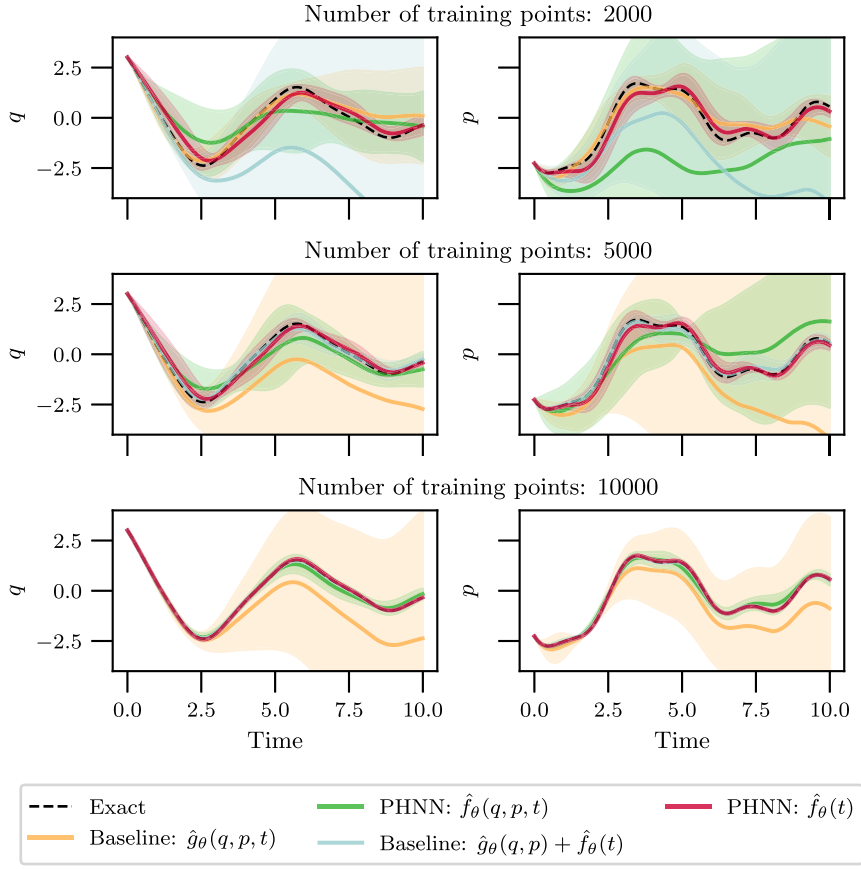 Number of training points: 2000
2.5
0.0
−2.5
q
p
Number of training points: 5000
2.5
0.0
−2.5
q
p
Number of training points: 10000
2.5
0.0
−2.5
q
p
0.0 2.5 5.0 7.5 10.0 0.0 2.5 5.0 7.5 10.0
Time Time
Exact PHNN: f̂θ(q, p, t) PHNN: f̂θ(t)
Baseline: ĝθ(q, p, t) Baseline: ĝθ(q, p) + f̂θ(t)